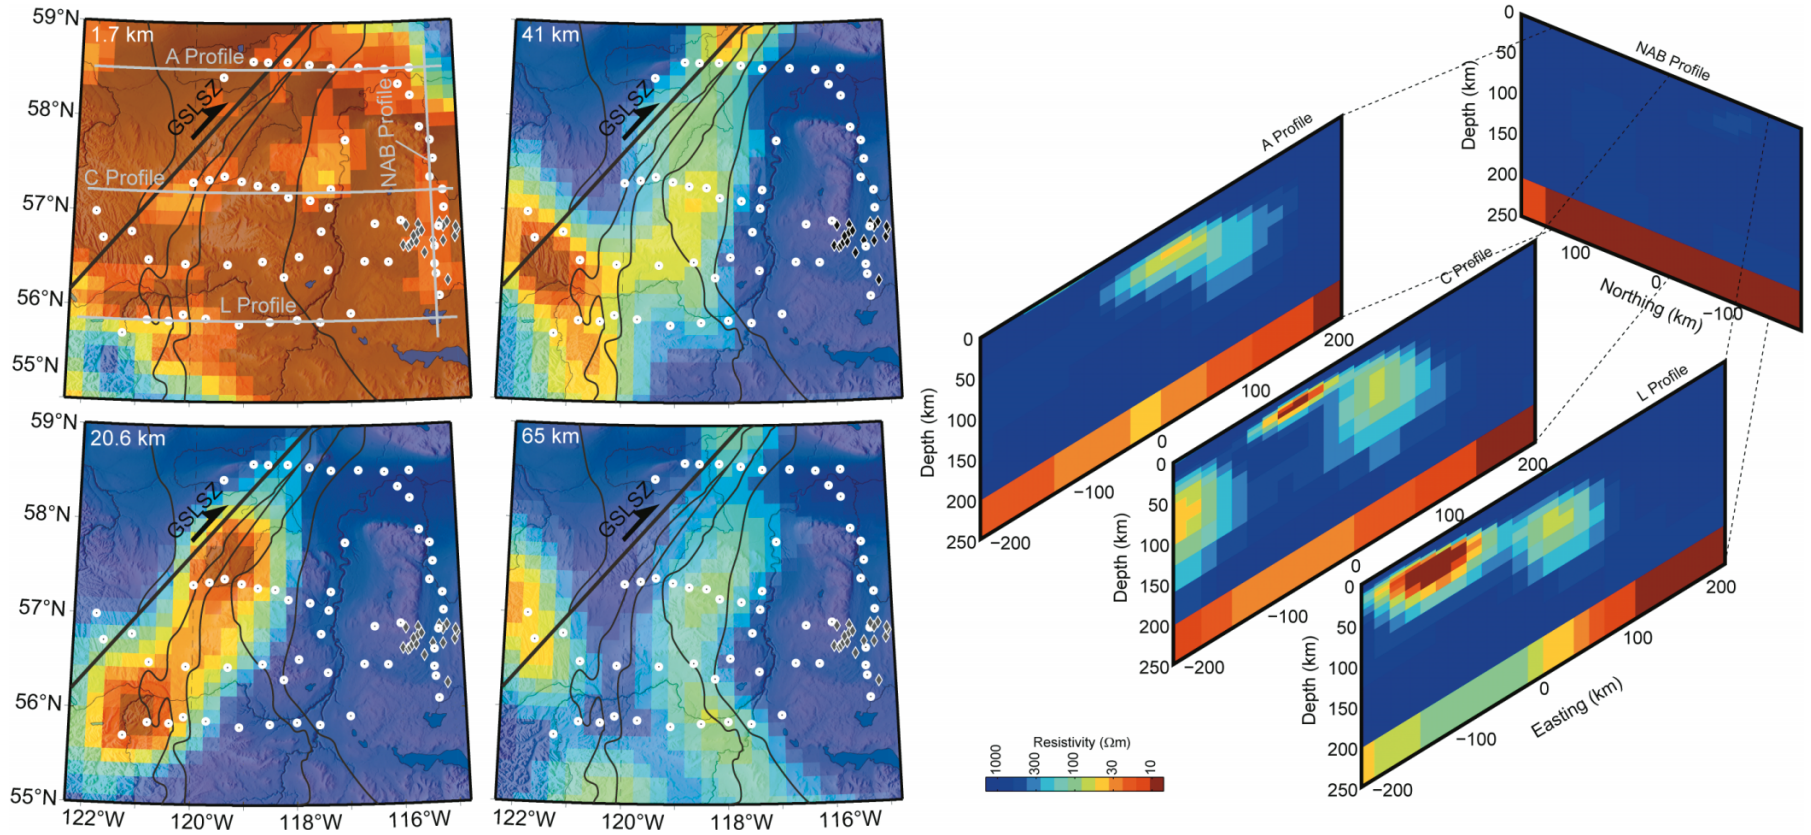 59°N
58°N
57°N
56°N
55°N
1.7 km
A Profile
GSLSZ
NAB Profile
C Profile
L Profile
41 km
GSLSZ
59°N
58°N
57°N
56°N
55°N
20.6 km
GSLSZ
122°W 120°W 118°W 116°W
65 km
GSLSZ
122°W 120°W 118°W 116°W
0
50
100
150
200
250
Depth (km)
NAB Profile
100
0
−100
Northing (km)
A Profile
0
50
100
150
200
250
Depth (km)
−200
−100
0
100
200
C Profile
0
50
100
150
200
250
Depth (km)
−200
−100
0
100
200
L Profile
0
50
100
150
200
250
Depth (km)
−200
−100
0
100
200
Easting (km)
Resistivity (Ωm)
1000 300 100 30 10